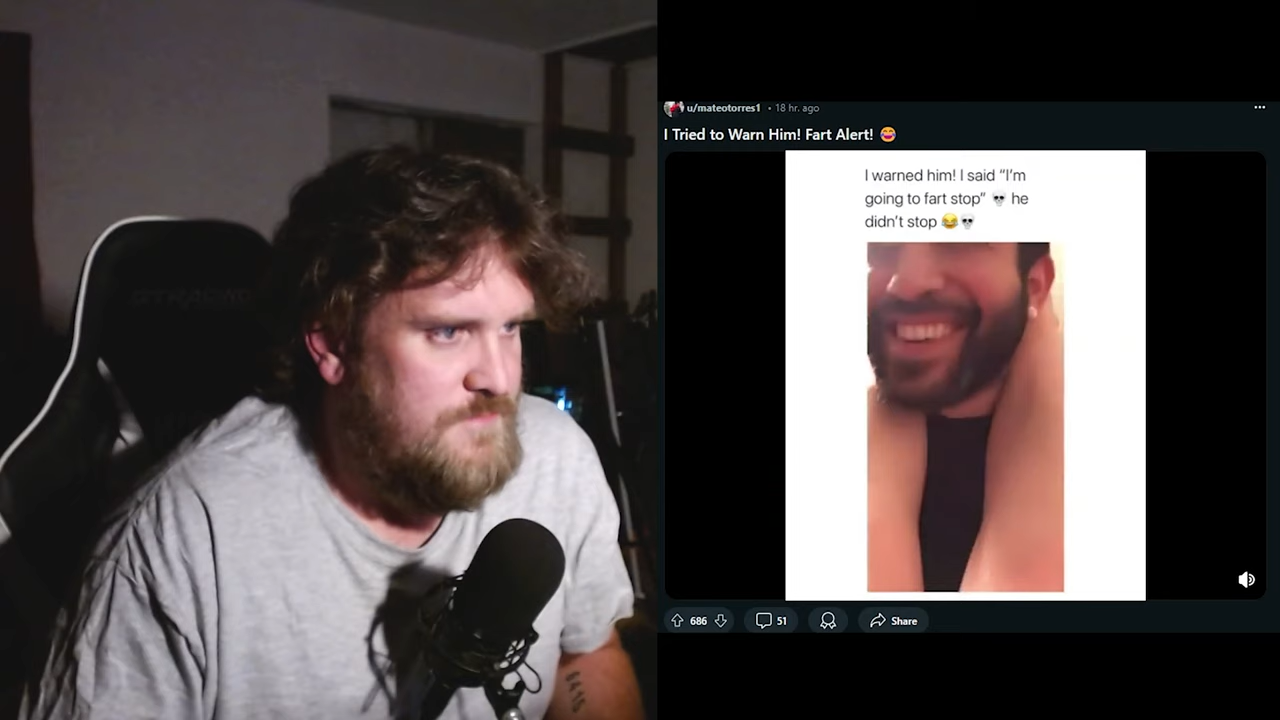 GTRACING
u/mateotorres1 • 18 hr. ago
I Tried to Warn Him! Fart Alert! 😂
I warned him! I said “I’m
going to fart stop” 💀 he
didn’t stop 😂💀
686
51
Share